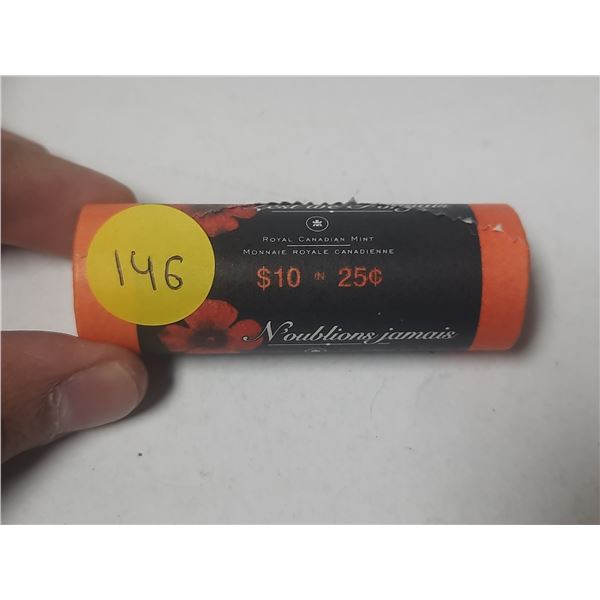 146
ROYAL CANADIAN MINT
MONNAIE ROYALE CANADIENNE
$10 IN 25¢
N'oublions jamais